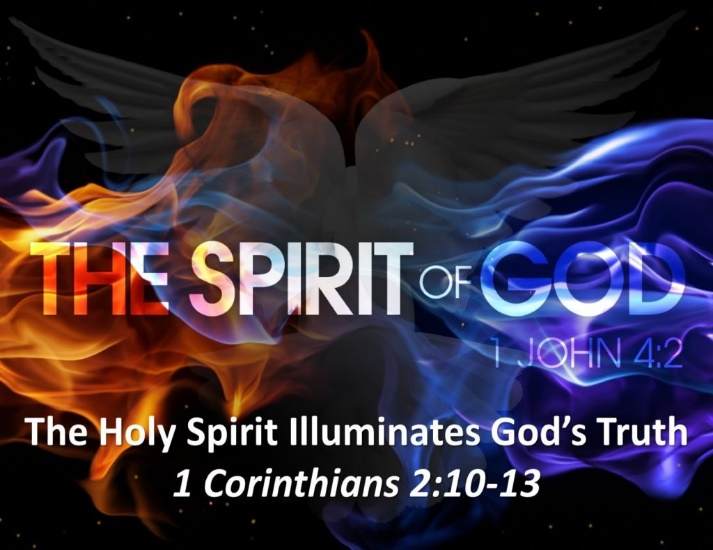 THE SPIRIT OF GOD
1 JOHN 4:2
The Holy Spirit Illuminates God’s Truth
1 Corinthians 2:10-13